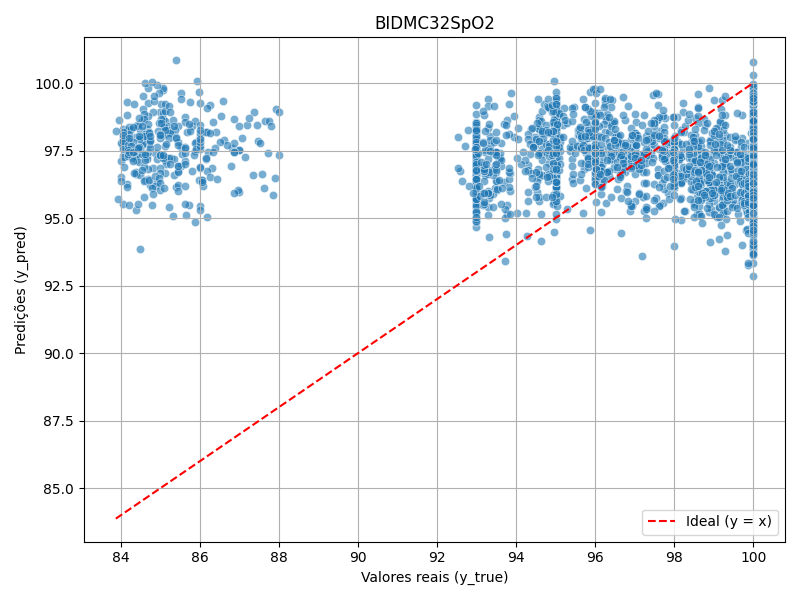 BIDMC32SpO2
Predições (y_pred)
100.0
97.5
95.0
92.5
90.0
87.5
85.0
84 86 88 90 92 94 96 98 100
Valores reais (y_true)
Ideal (y = x)